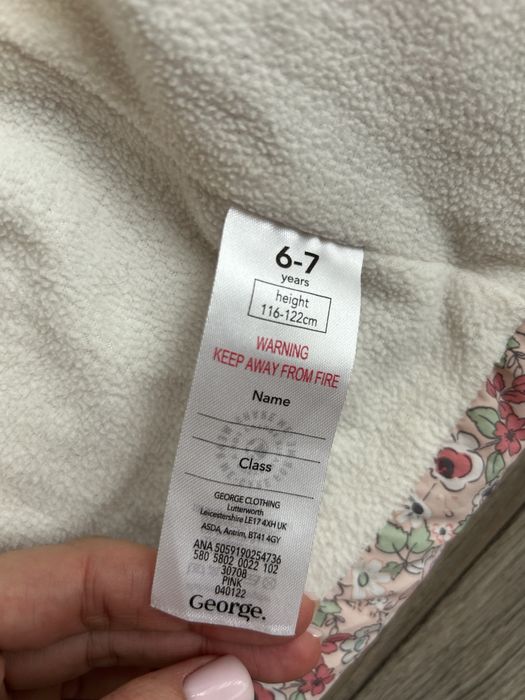 6-7
years
height
116-122cm
WARNING
KEEP AWAY FROM FIRE
Name
Class
GEORGE CLOTHING
Lutterworth
Leicestershire LE17 4XH UK
ASDA, Antrim, BT41 4GY
ANA 5059190254736
580 5802 0022 102
30708
PINK
040122
George.